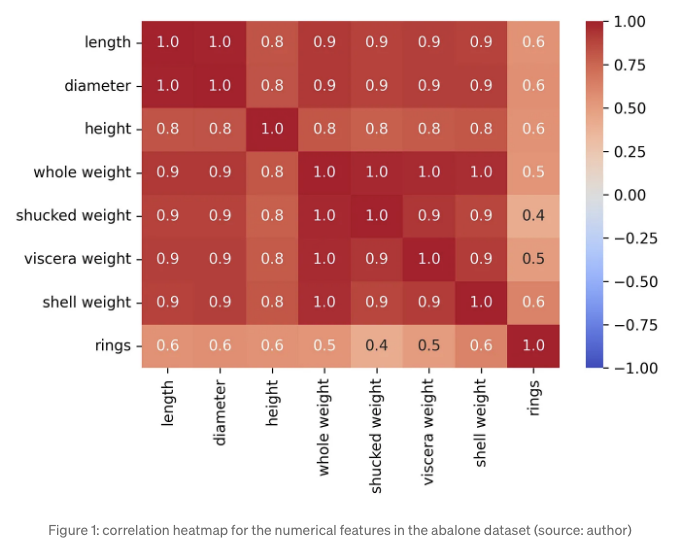 length 1.0 1.0 0.8 0.9 0.9 0.9 0.9 0.6
diameter 1.0 1.0 0.8 0.9 0.9 0.9 0.9 0.6
height 0.8 0.8 1.0 0.8 0.8 0.8 0.8 0.6
whole weight 0.9 0.9 0.8 1.0 1.0 1.0 1.0 0.5
shucked weight 0.9 0.9 0.8 1.0 1.0 0.9 0.9 0.4
viscera weight 0.9 0.9 0.8 1.0 0.9 1.0 0.9 0.5
shell weight 0.9 0.9 0.8 1.0 0.9 0.9 1.0 0.6
rings 0.6 0.6 0.6 0.5 0.4 0.5 0.6 1.0
length
diameter
height
whole weight
shucked weight
viscera weight
shell weight
rings
1.00
0.75
0.50
0.25
0.00
−0.25
−0.50
−0.75
−1.00
Figure 1: correlation heatmap for the numerical features in the abalone dataset (source: author)